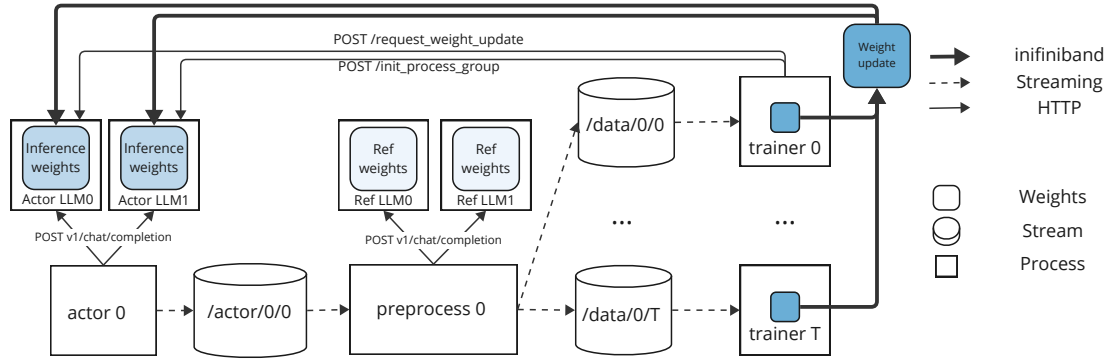 POST /request_weight_update
POST /init_process_group
Weight
update
inifiniband
Streaming
HTTP
Inference
weights
Actor LLM0
Inference
weights
Actor LLM1
Ref
weights
Ref LLM0
Ref
weights
Ref LLM1
/data/0/0
trainer 0
POST v1/chat/completion
POST v1/chat/completion
...
...
Weights
Stream
Process
actor 0
/actor/0/0
preprocess 0
/data/0/T
trainer T